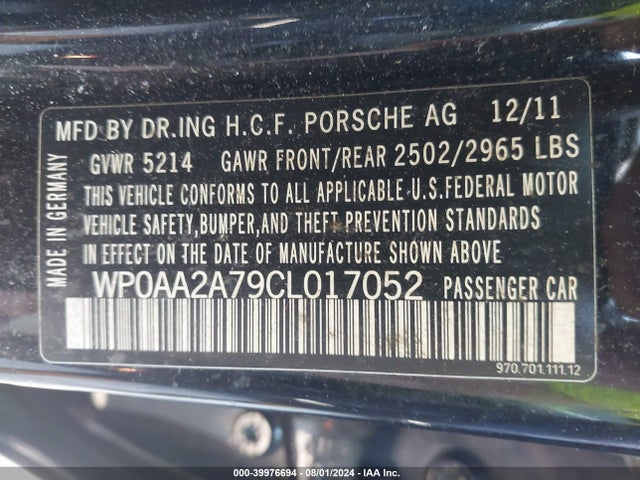 MADE IN GERMANY
MFD BY DR.ING H.C.F. PORSCHE AG 12/11
GVWR 5214 GAWR FRONT/REAR 2502/2965 LBS
THIS VEHICLE CONFORMS TO ALL APPLICABLE U.S.FEDERAL MOTOR
VEHICLE SAFETY,BUMPER,AND THEFT PREVENTION STANDARDS
IN EFFECT ON THE DATE OF MANUFACTURE SHOWN ABOVE
WP0AA2A79CL017052 PASSENGER CAR
970.701.111.12
000-39976694 - 08/01/2024 - IAA Inc.